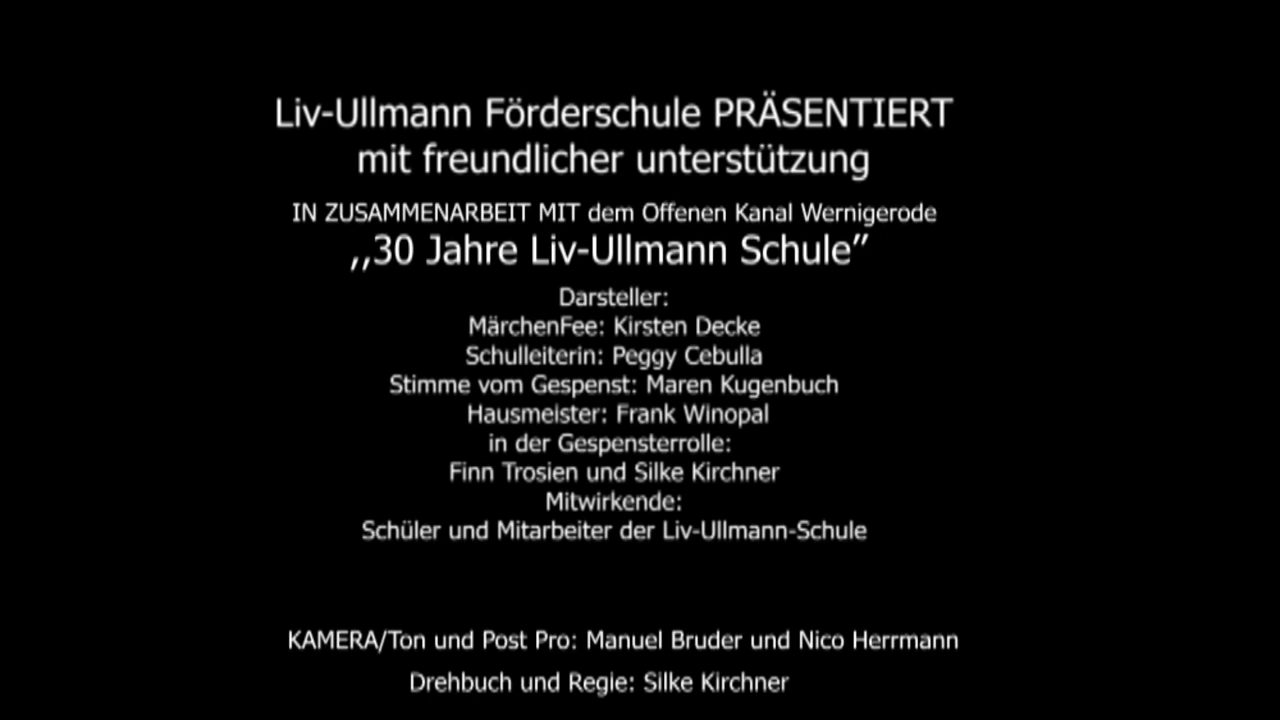 Liv-Ullmann Förderschule PRÄSENTIERT
mit freundlicher unterstützung
IN ZUSAMMENARBEIT MIT dem Offenen Kanal Wernigerode
,,30 Jahre Liv-Ullmann Schule”
Darsteller:
MärchenFee: Kirsten Decke
Schulleiterin: Peggy Cebulla
Stimme vom Gespenst: Maren Kugenbuch
Hausmeister: Frank Winopal
in der Gespensterrolle:
Finn Trosien und Silke Kirchner
Mitwirkende:
Schüler und Mitarbeiter der Liv-Ullmann-Schule
KAMERA/Ton und Post Pro: Manuel Bruder und Nico Herrmann
Drehbuch und Regie: Silke Kirchner